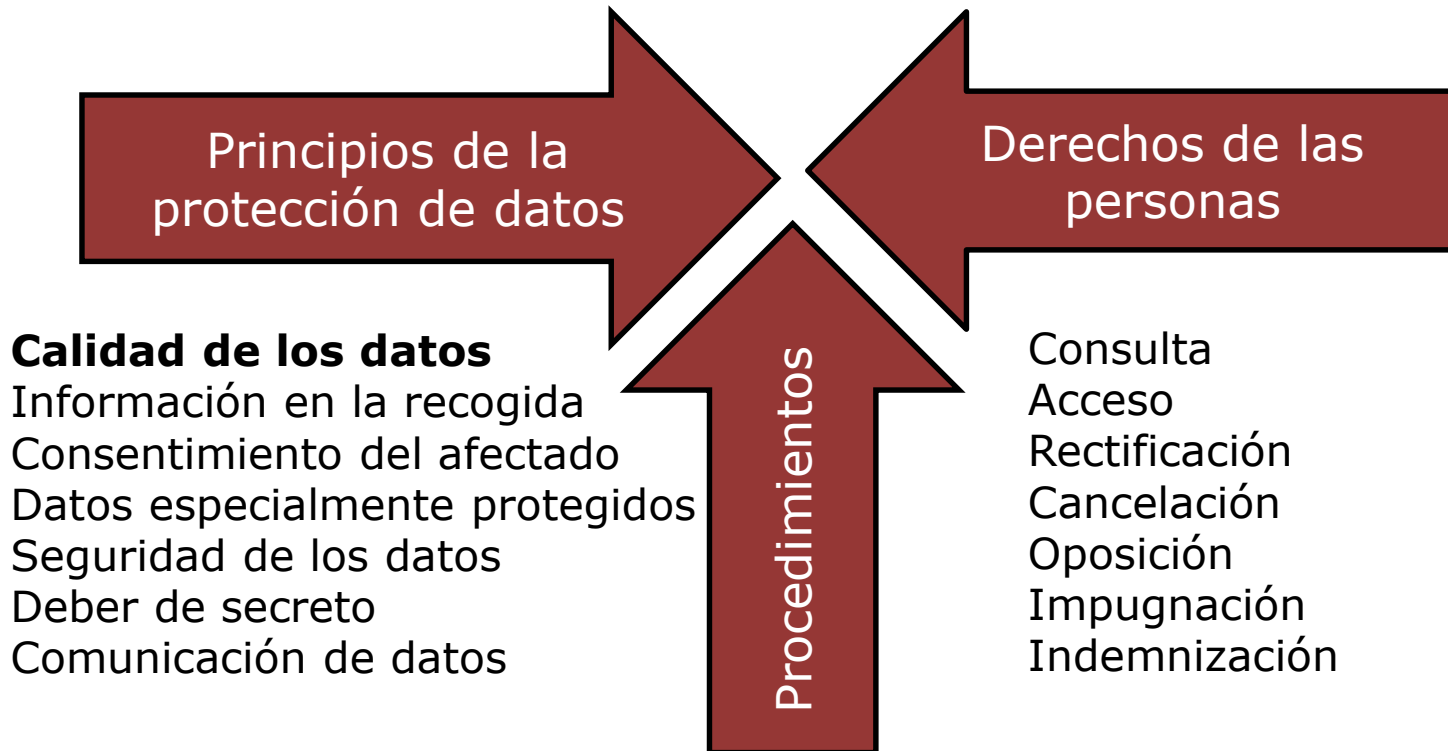 Principios de la
protección de datos
Derechos de las
personas
Calidad de los datos
Información en la recogida
Consentimiento del afectado
Datos especialmente protegidos
Seguridad de los datos
Deber de secreto
Comunicación de datos
Procedimientos
Consulta
Acceso
Rectificación
Cancelación
Oposición
Impugnación
Indemnización